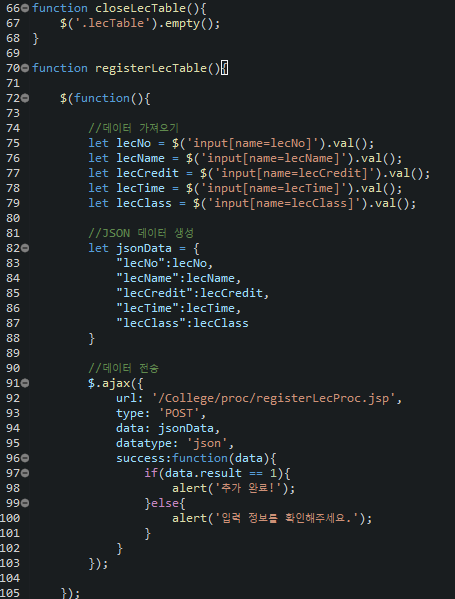 66 function closeLecTable(){
67 $('.lecTable').empty();
68 }
69
70 function registerLecTable(){
71
72 $(function(){
73
74 //데이터 가져오기
75 let lecNo = $('input[name=lecNo]').val();
76 let lecName = $('input[name=lecName]').val();
77 let lecCredit = $('input[name=lecCredit]').val();
78 let lecTime = $('input[name=lecTime]').val();
79 let lecClass = $('input[name=lecClass]').val();
80
81 //JSON 데이터 생성
82 let jsonData = {
83 "lecNo":lecNo,
84 "lecName":lecName,
85 "lecCredit":lecCredit,
86 "lecTime":lecTime,
87 "lecClass":lecClass
88 }
89
90 //데이터 전송
91 $.ajax({
92 url: '/College/proc/registerLecProc.jsp',
93 type: 'POST',
94 data: jsonData,
95 datatype: 'json',
96 success:function(data){
97 if(data.result == 1){
98 alert('추가 완료!');
99 }else{
100 alert('입력 정보를 확인해주세요.');
101 }
102 }
103 });
104
105 });